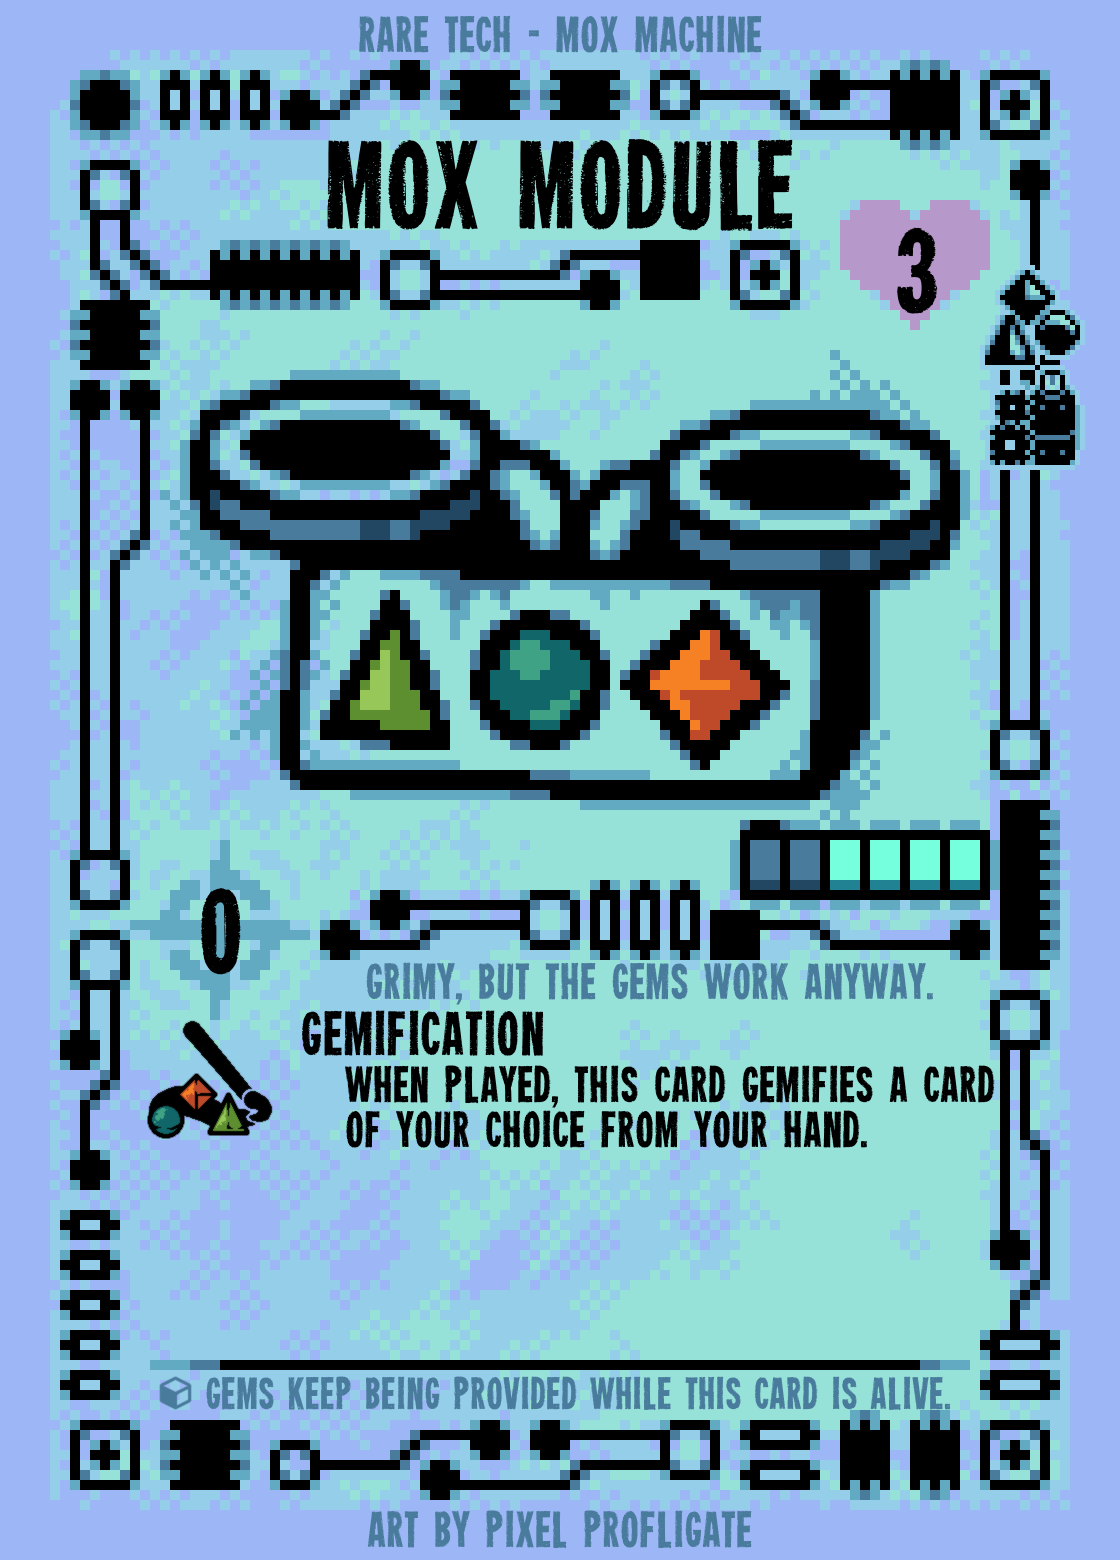 RARE TECH - MOX MACHINE
MOX MODULE
3
0
GRIMY, BUT THE GEMS WORK ANYWAY.
GEMIFICATION
WHEN PLAYED, THIS CARD GEMIFIES A CARD
OF YOUR CHOICE FROM YOUR HAND.
GEMS KEEP BEING PROVIDED WHILE THIS CARD IS ALIVE.
ART BY PIXEL PROFLIGATE